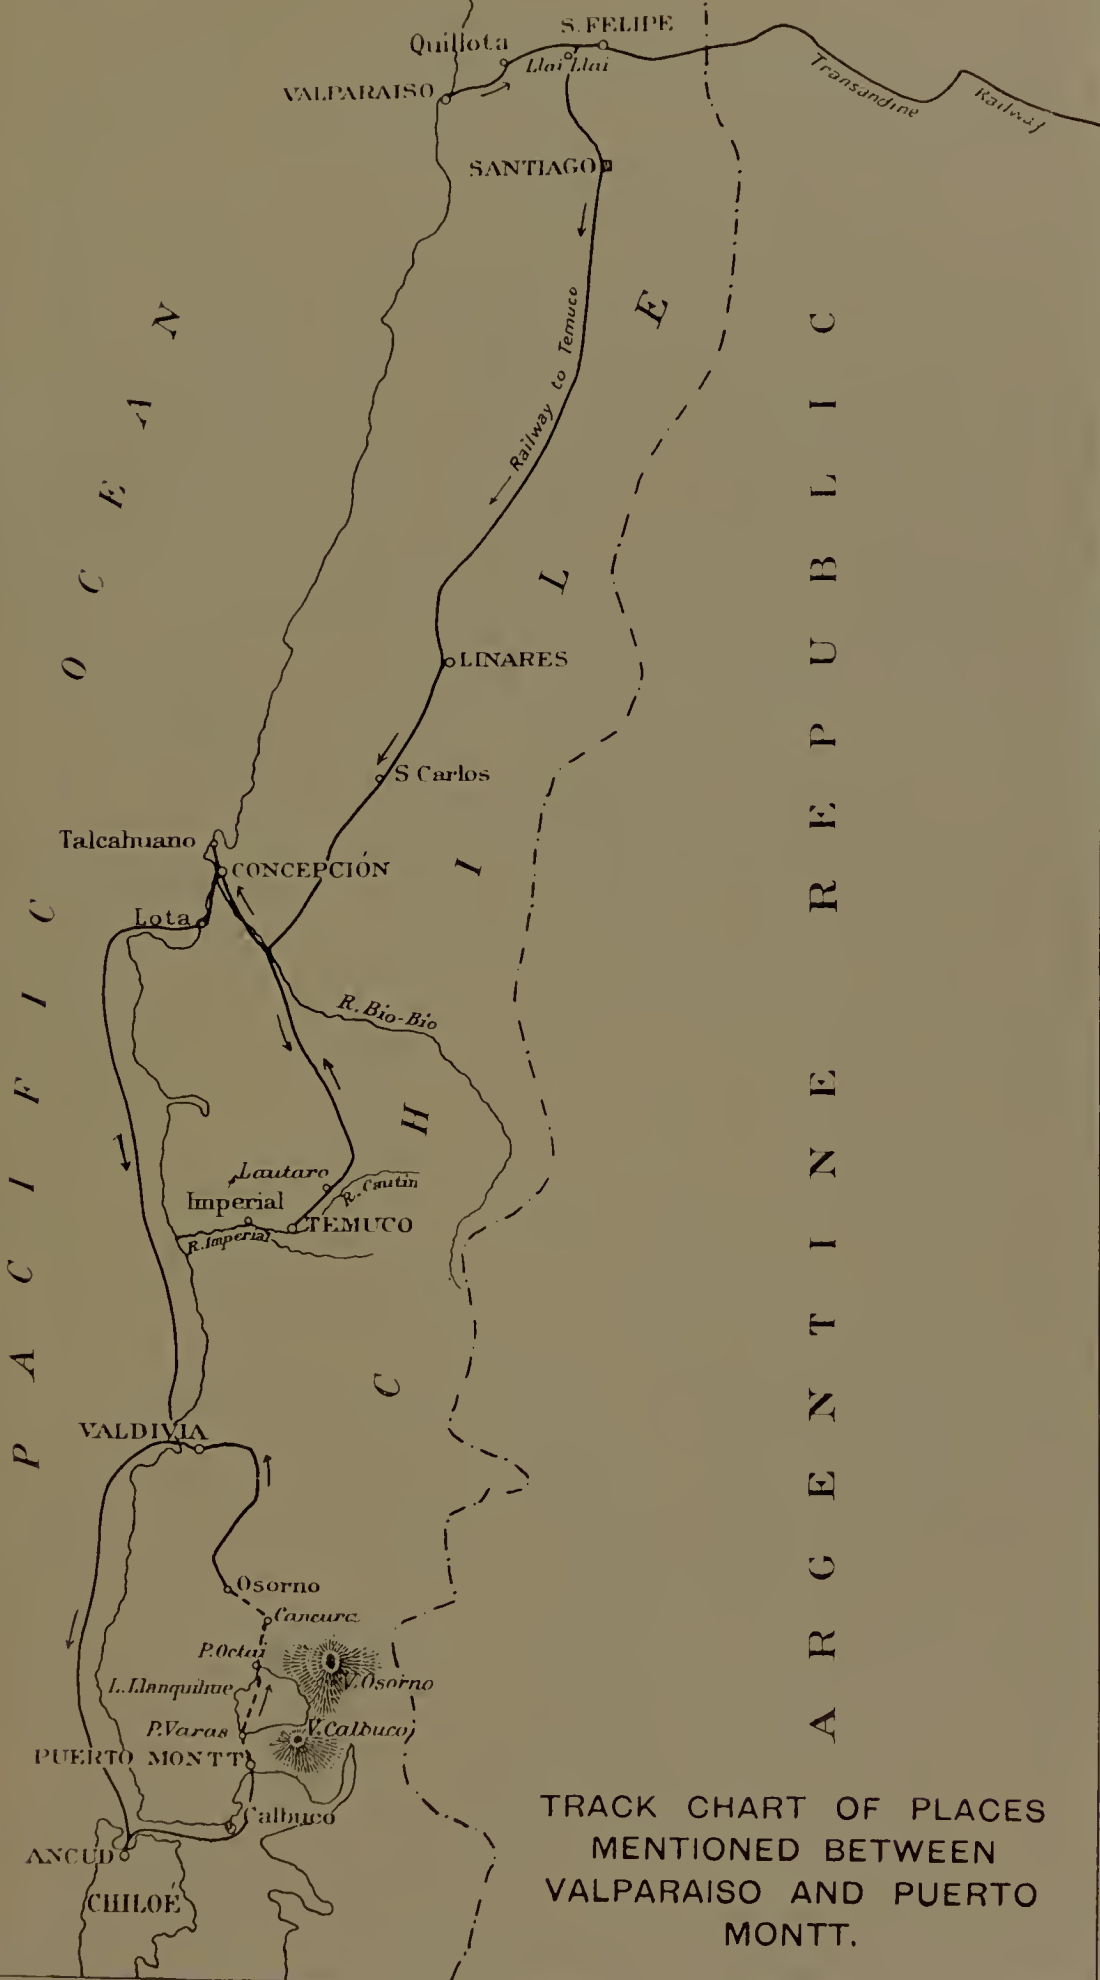 S. FELIPE
Quillota
Llai Llai
VALPARAISO
Transandine Railway
SANTIAGO
Railway to Temuco
LINARES
S Carlos
Talcahuano
CONCEPCIÓN
Lota
R. Bio-Bio
Lautaro
R. Cautin
Imperial
TEMUCO
R. Imperial
VALDIVIA
Osorno
Cancura
P. Octai
V. Osorno
L. Llanquihue
P. Varas
V. Calbuco
PUERTO MONTT
Calbuco
ANCUD
CHILOÉ
PACIFIC OCEAN
CHILE
ARGENTINE REPUBLIC
TRACK CHART OF PLACES
MENTIONED BETWEEN
VALPARAISO AND PUERTO
MONTT.